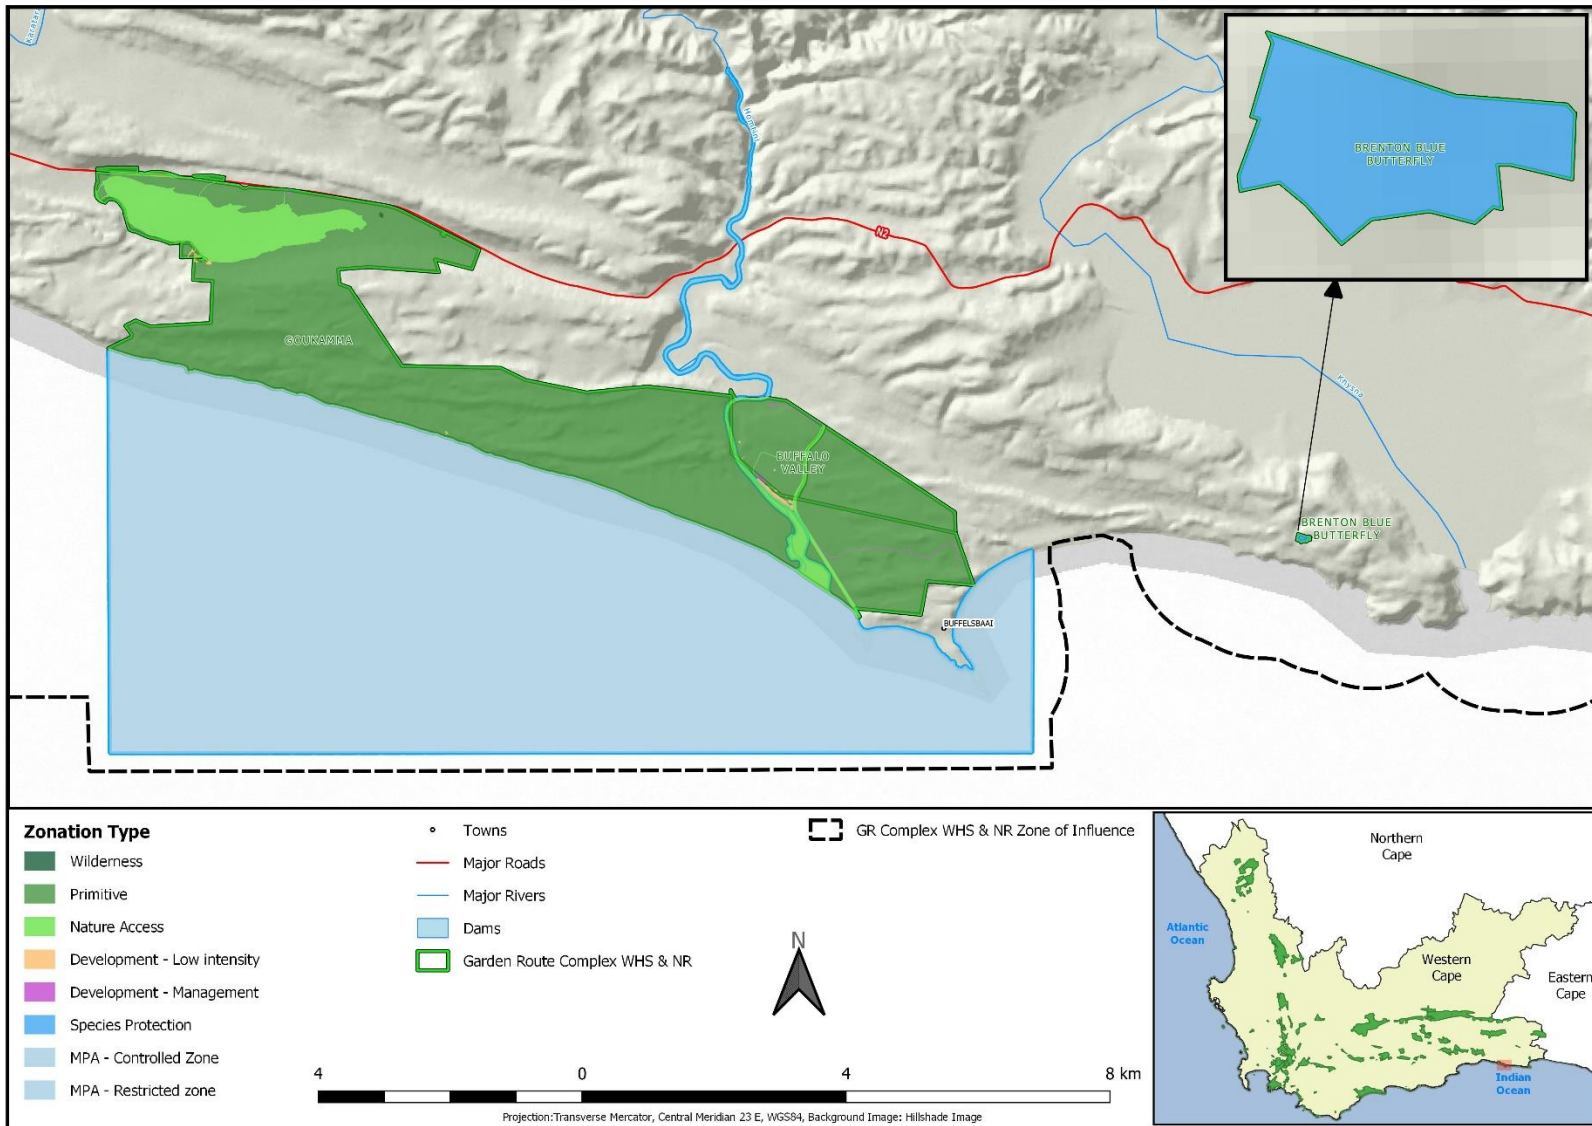 Karatara
Homtini
N2
GOUKAMMA
BUFFALO
VALLEY
BUFFELSBAAI
Knysna
BRENTON BLUE
BUTTERFLY
BRENTON BLUE
BUTTERFLY
Zonation Type
Wilderness
Primitive
Nature Access
Development - Low intensity
Development - Management
Species Protection
MPA - Controlled Zone
MPA - Restricted zone
Towns
Major Roads
Major Rivers
Dams
Garden Route Complex WHS & NR
GR Complex WHS & NR Zone of Influence
N
4 0 4 8 km
Projection:Transverse Mercator, Central Meridian 23 E, WGS84, Background Image: Hillshade Image
Northern
Cape
Atlantic
Ocean
Western
Cape
Eastern
Cape
Indian
Ocean